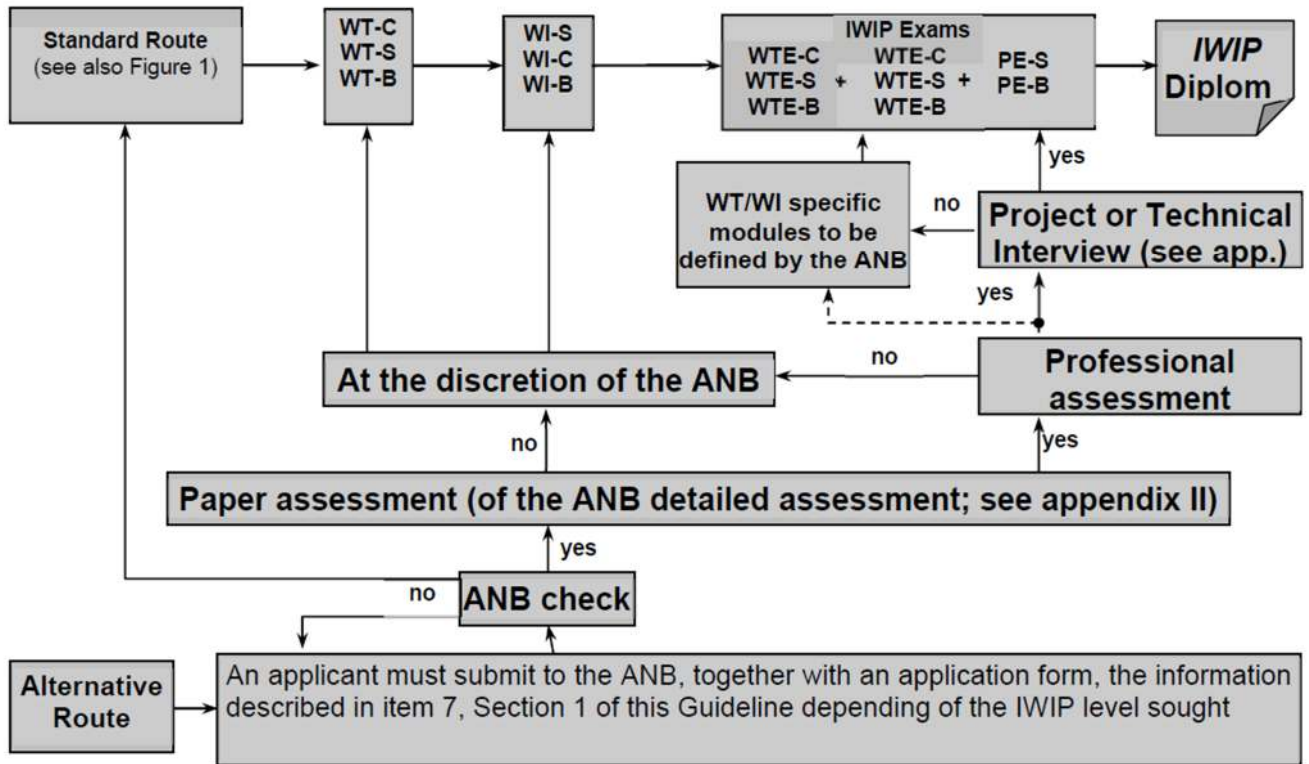 Standard Route
(see also Figure 1)
WT-C
WT-S
WT-B
WI-S
WI-C
WI-B
IWIP Exams
WTE-C WTE-C PE-S
WTE-S + WTE-S + PE-B
WTE-B WTE-B
IWIP
Diplom
yes
WT/WI specific
modules to be
defined by the ANB
no
Project or Technical
Interview (see app.)
yes
At the discretion of the ANB
no
Professional
assessment
no
yes
Paper assessment (of the ANB detailed assessment; see appendix II)
yes
no
ANB check
Alternative
Route
An applicant must submit to the ANB, together with an application form, the information
described in item 7, Section 1 of this Guideline depending of the IWIP level sought